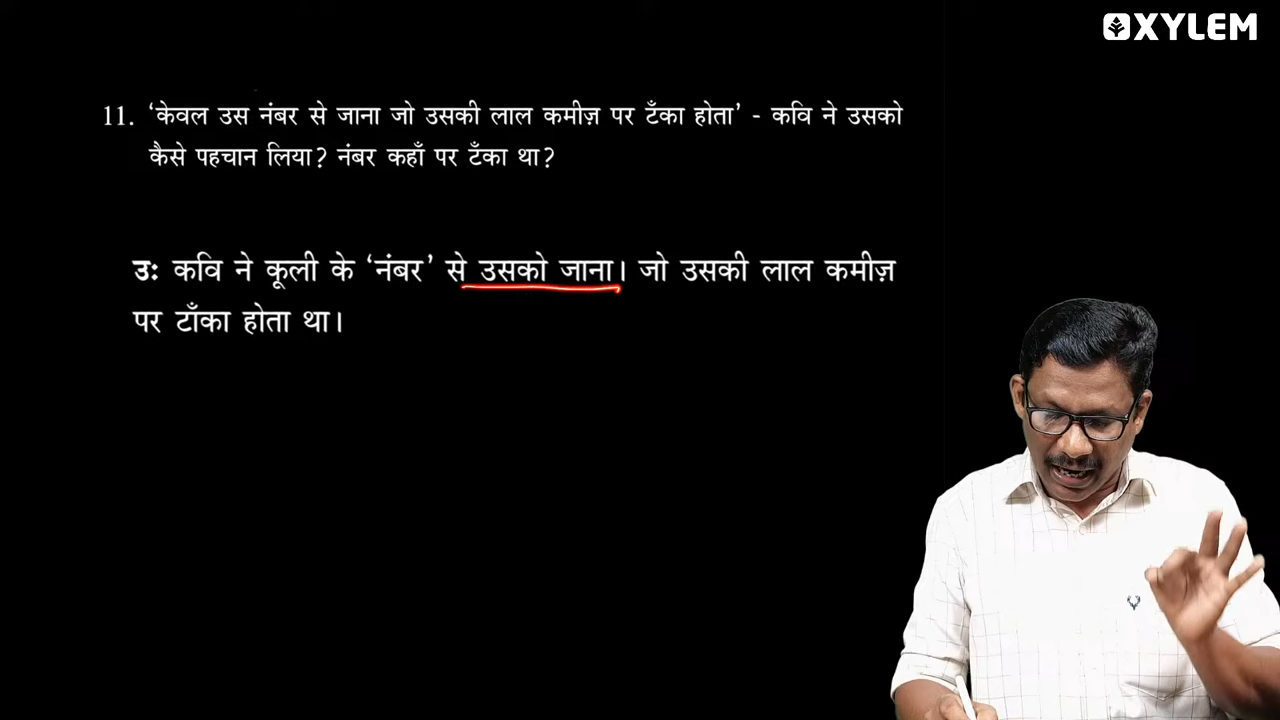 XYLEM
11. ‘केवल उस नंबर से जाना जो उसकी लाल कमीज़ पर टँका होता’ - कवि ने उसको
कैसे पहचान लिया? नंबर कहाँ पर टँका था?
उः कवि ने कूली के ‘नंबर’ से उसको जाना। जो उसकी लाल कमीज़
पर टाँका होता था।